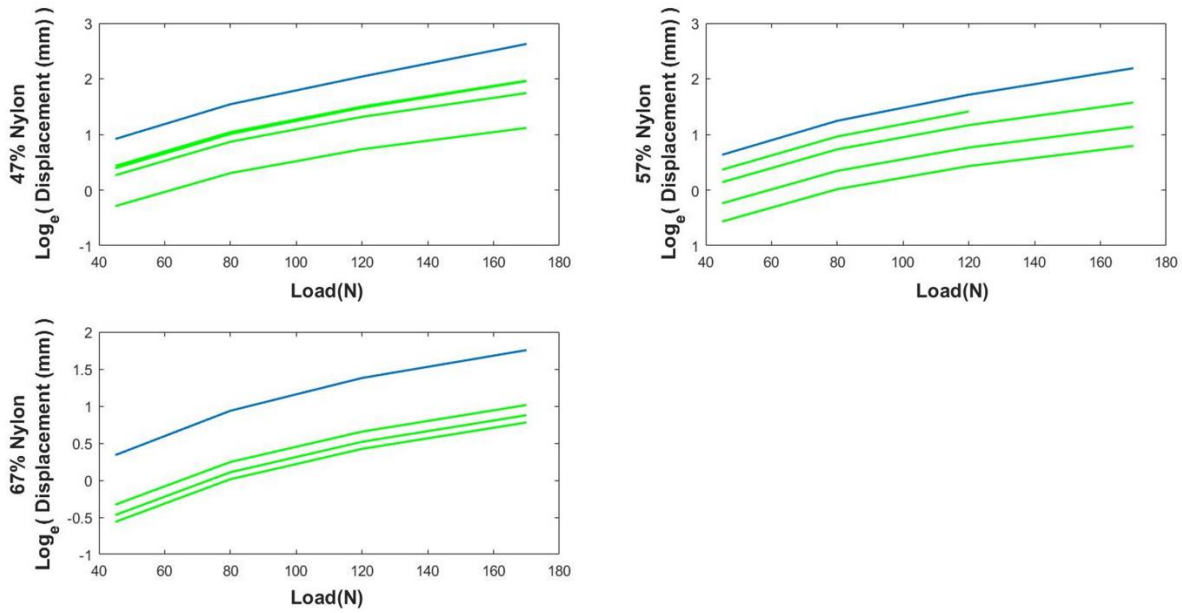 47% Nylon
Log_e( Displacement (mm) )
3
2
1
0
-1
40 60 80 100 120 140 160 180
Load(N)
57% Nylon
Log_e( Displacement (mm) )
3
2
1
0
1
40 60 80 100 120 140 160 180
Load(N)
67% Nylon
Log_e( Displacement (mm) )
2
1.5
1
0.5
0
-0.5
-1
40 60 80 100 120 140 160 180
Load(N)